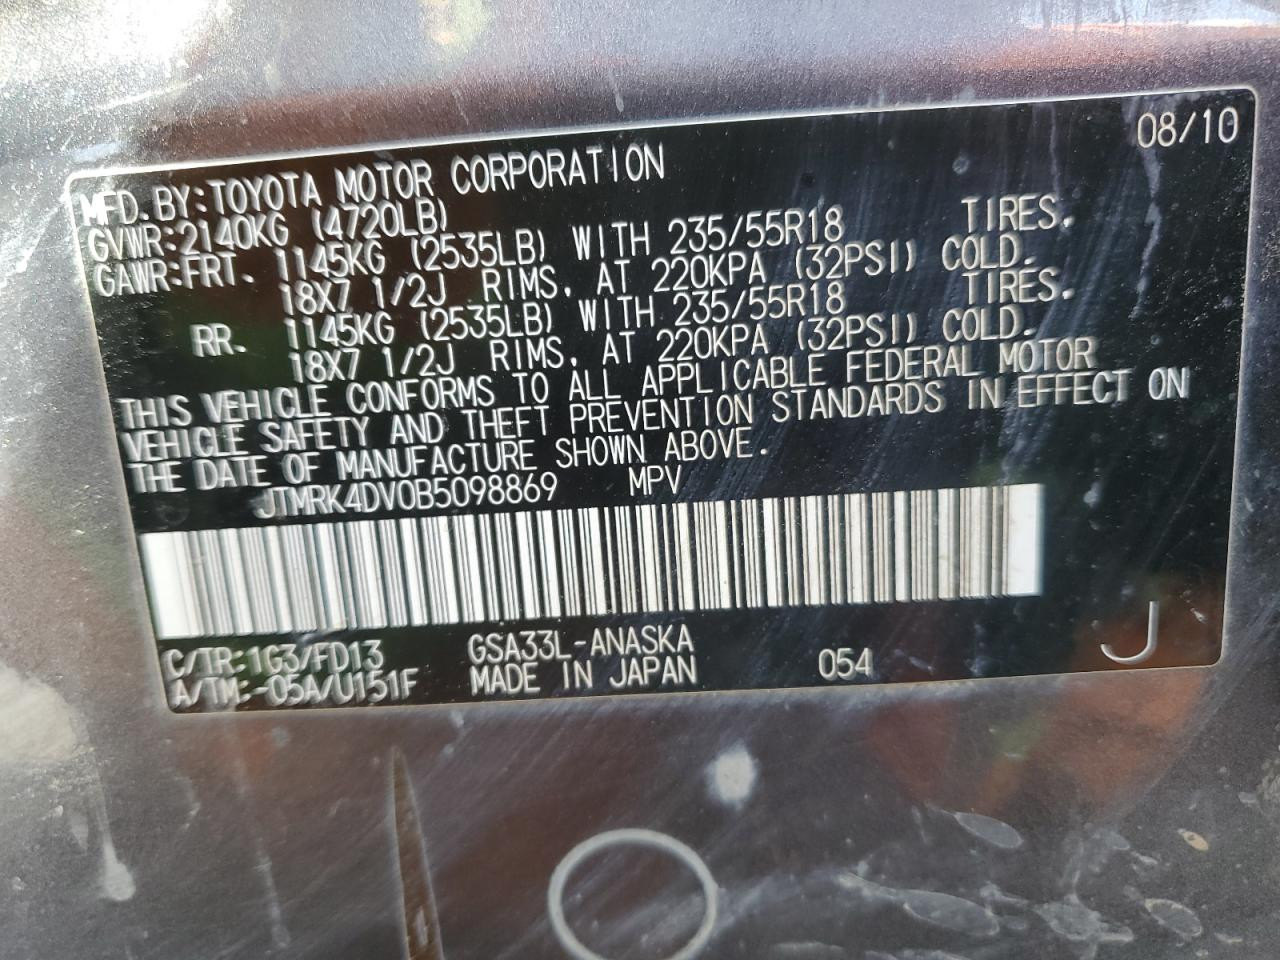 08/10
MFD. BY: TOYOTA MOTOR CORPORATION
GVWR: 2140KG (4720LB)
GAWR: FRT. 1145KG (2535LB) WITH 235/55R18 TIRES,
18X7 1/2J RIMS, AT 220KPA (32PSI) COLD.
RR. 1145KG (2535LB) WITH 235/55R18 TIRES,
18X7 1/2J RIMS, AT 220KPA (32PSI) COLD.
THIS VEHICLE CONFORMS TO ALL APPLICABLE FEDERAL MOTOR
VEHICLE SAFETY AND THEFT PREVENTION STANDARDS IN EFFECT ON
THE DATE OF MANUFACTURE SHOWN ABOVE.
JTMRK4DV0B5098869 MPV
C/TR: 1G3/FD13 GSA33L-ANASKA
A/TM: -05A/U151F MADE IN JAPAN 054 J